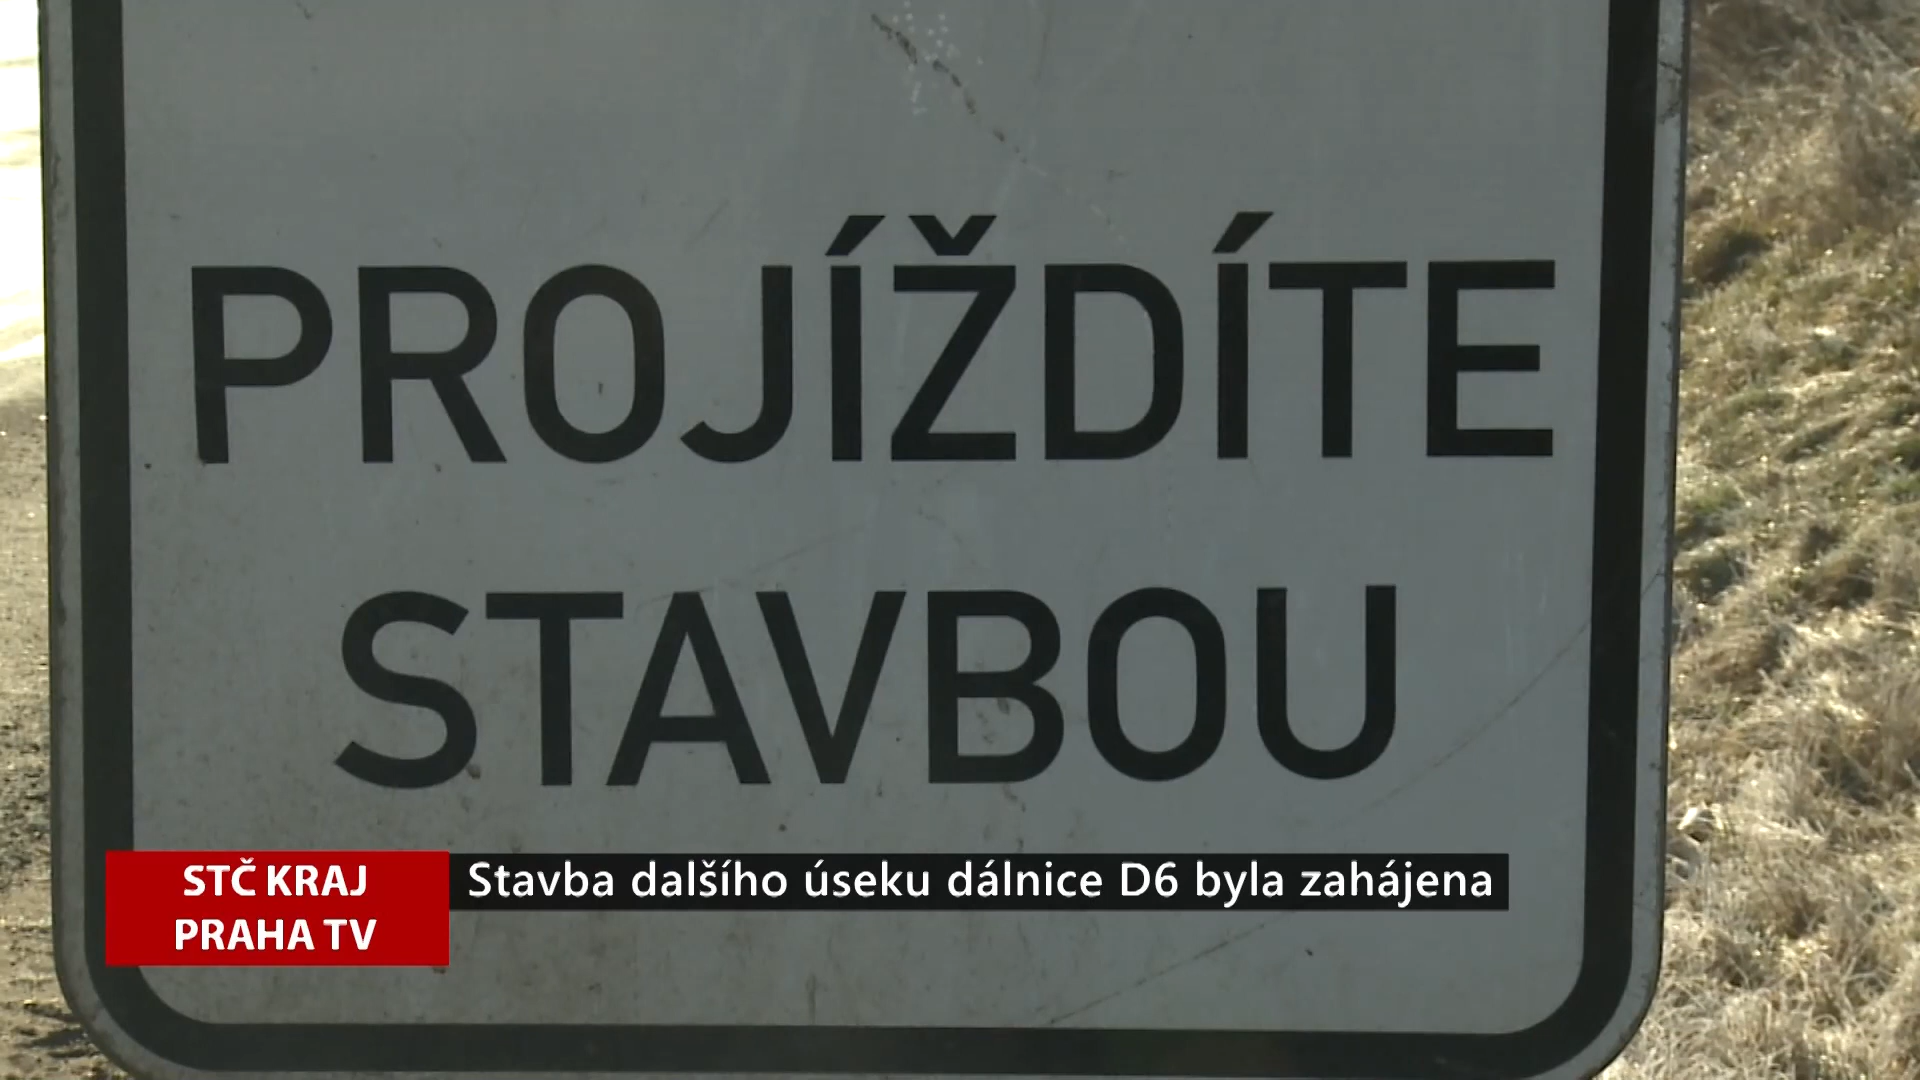 PROJÍŽDÍTE
STAVBOU
STČ KRAJ
PRAHA TV
Stavba dalšího úseku dálnice D6 byla zahájena